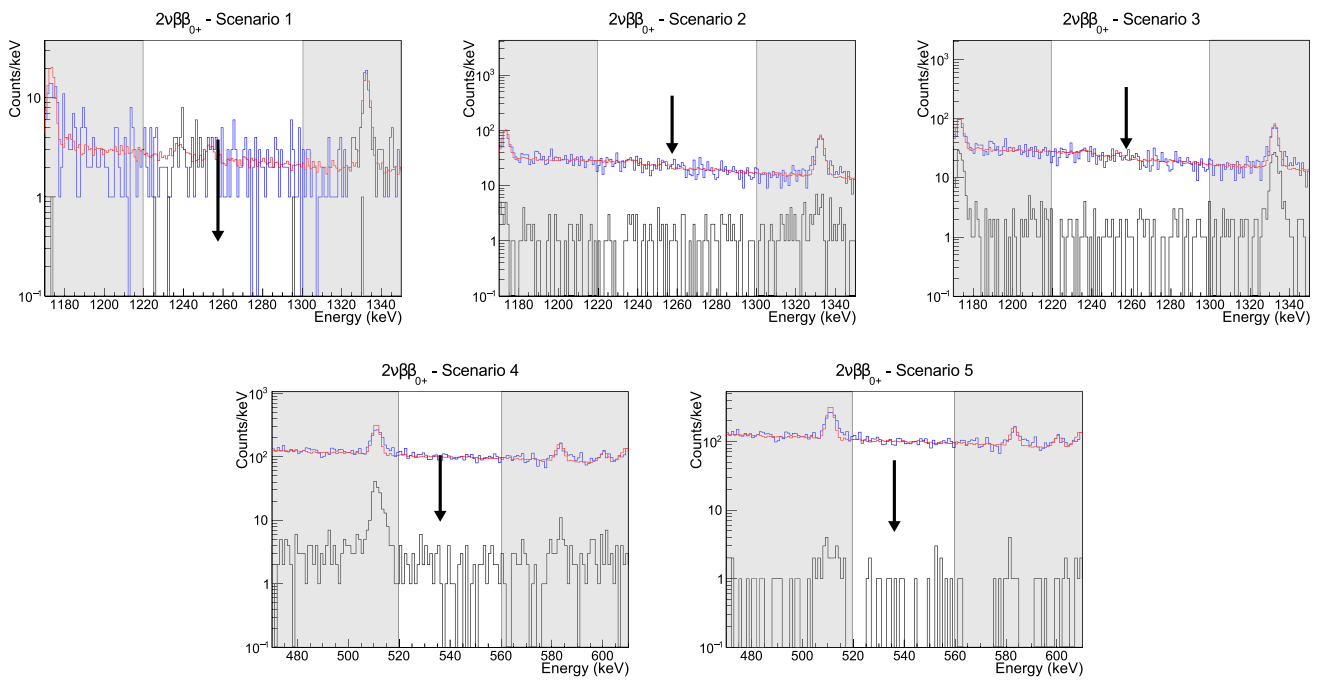 2νββ0+ - Scenario 1
Counts/keV
10
1
10−1
1180 1200 1220 1240 1260 1280 1300 1320 1340
Energy (keV)
2νββ0+ - Scenario 2
Counts/keV
103
102
10
1
10−1
1180 1200 1220 1240 1260 1280 1300 1320 1340
Energy (keV)
2νββ0+ - Scenario 3
Counts/keV
103
102
10
1
10−1
1180 1200 1220 1240 1260 1280 1300 1320 1340
Energy (keV)
2νββ0+ - Scenario 4
Counts/keV
103
102
10
1
10−1
480 500 520 540 560 580 600
Energy (keV)
2νββ0+ - Scenario 5
Counts/keV
102
10
1
10−1
480 500 520 540 560 580 600
Energy (keV)